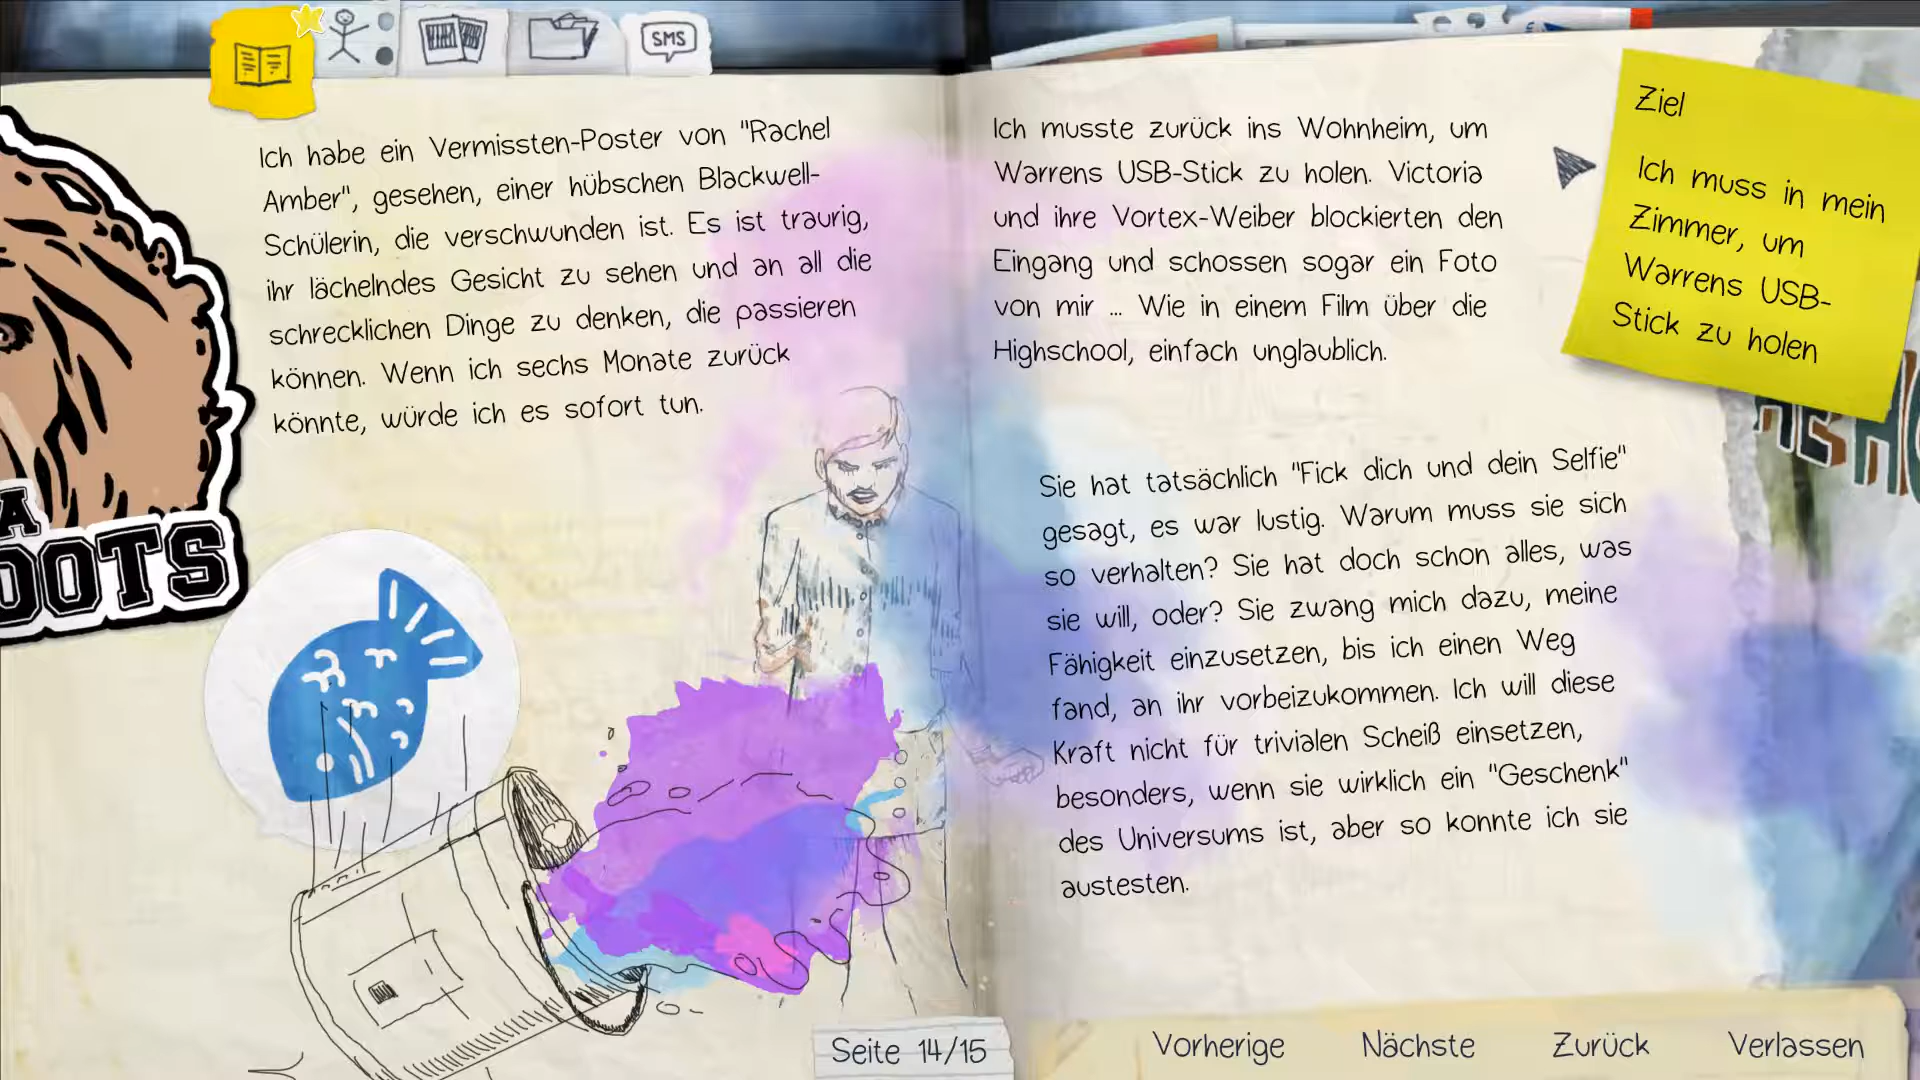 SMS
Ich habe ein Vermissten-Poster von "Rachel
Amber", gesehen, einer hübschen Blackwell-
Schülerin, die verschwunden ist. Es ist traurig,
ihr lächelndes Gesicht zu sehen und an all die
schrecklichen Dinge zu denken, die passieren
können. Wenn ich sechs Monate zurück
könnte, würde ich es sofort tun.
A
OOTS
Ich musste zurück ins Wohnheim, um
Warrens USB-Stick zu holen. Victoria
und ihre Vortex-Weiber blockierten den
Eingang und schossen sogar ein Foto
von mir ... Wie in einem Film über die
Highschool, einfach unglaublich.
Sie hat tatsächlich "Fick dich und dein Selfie"
gesagt, es war lustig. Warum muss sie sich
so verhalten? Sie hat doch schon alles, was
sie will, oder? Sie zwang mich dazu, meine
Fähigkeit einzusetzen, bis ich einen Weg
fand, an ihr vorbeizukommen. Ich will diese
Kraft nicht für trivialen Scheiß einsetzen,
besonders, wenn sie wirklich ein "Geschenk"
des Universums ist, aber so konnte ich sie
austesten.
Ziel
Ich muss in mein
Zimmer, um
Warrens USB-
Stick zu holen
Seite 14/15
Vorherige
Nächste
Zurück
Verlassen